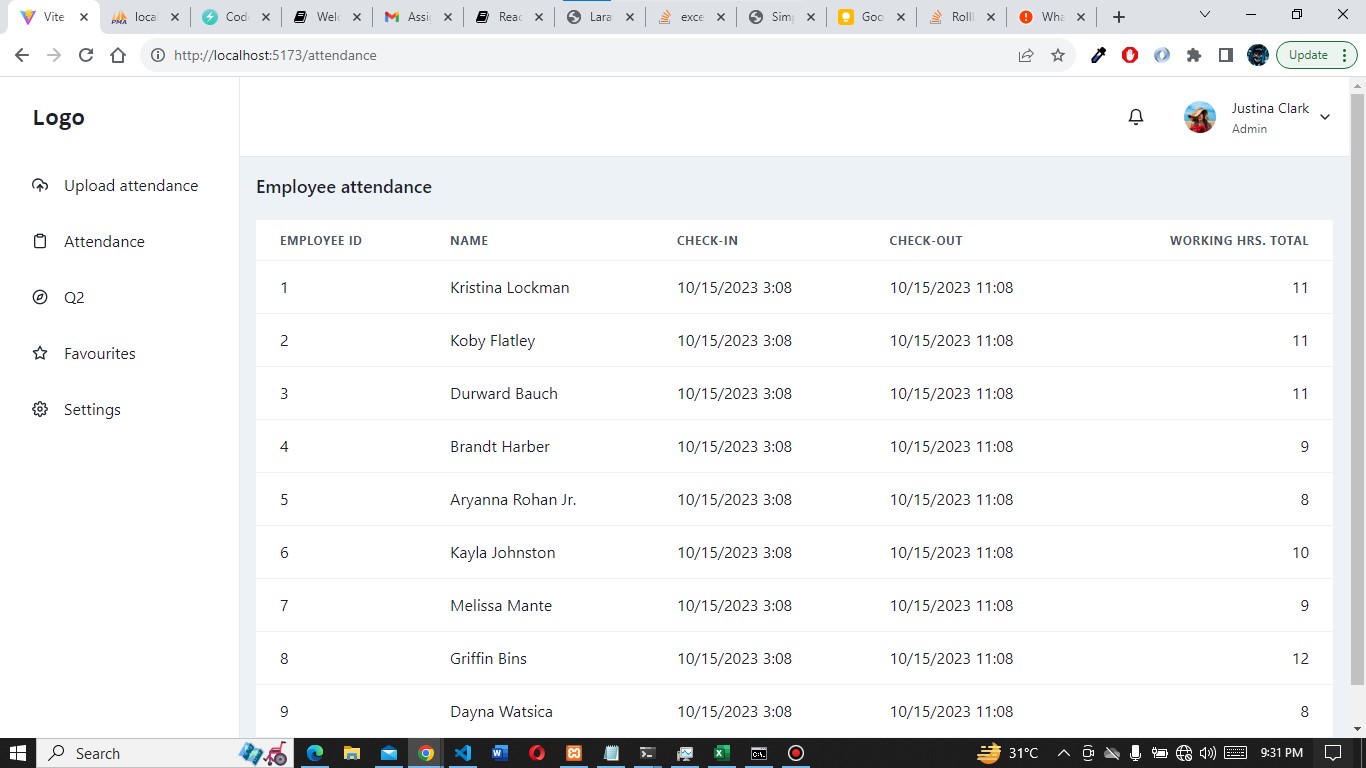 Vite
local
Code
Welc
Assig
Reac
Lara
exce
Simp
Goo
Rolli
Wha
http://localhost:5173/attendance
Update
Logo
Justina Clark
Admin
Upload attendance
Attendance
Q2
Favourites
Settings
Employee attendance
EMPLOYEE ID NAME CHECK-IN CHECK-OUT WORKING HRS. TOTAL
1 Kristina Lockman 10/15/2023 3:08 10/15/2023 11:08 11
2 Koby Flatley 10/15/2023 3:08 10/15/2023 11:08 11
3 Durward Bauch 10/15/2023 3:08 10/15/2023 11:08 11
4 Brandt Harber 10/15/2023 3:08 10/15/2023 11:08 9
5 Aryanna Rohan Jr. 10/15/2023 3:08 10/15/2023 11:08 8
6 Kayla Johnston 10/15/2023 3:08 10/15/2023 11:08 10
7 Melissa Mante 10/15/2023 3:08 10/15/2023 11:08 9
8 Griffin Bins 10/15/2023 3:08 10/15/2023 11:08 12
9 Dayna Watsica 10/15/2023 3:08 10/15/2023 11:08 8
Search
31°C
9:31 PM